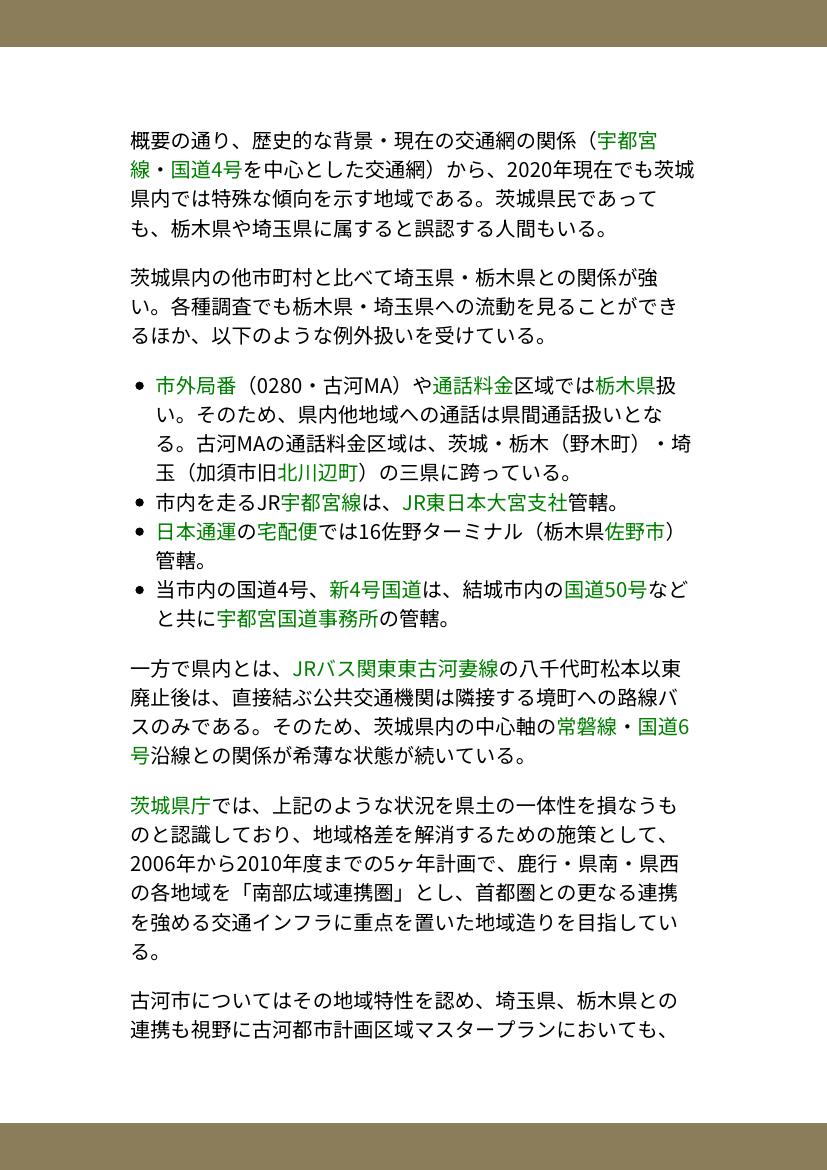 概要の通り、歴史的な背景・現在の交通網の関係（宇都宮
線・国道4号を中心とした交通網）から、2020年現在でも茨城
県内では特殊な傾向を示す地域である。茨城県民であって
も、栃木県や埼玉県に属すると誤認する人間もいる。
茨城県内の他市町村と比べて埼玉県・栃木県との関係が強
い。各種調査でも栃木県・埼玉県への流動を見ることができ
るほか、以下のような例外扱いを受けている。
• 市外局番（0280・古河MA）や通話料金区域では栃木県扱
い。そのため、県内他地域への通話は県間通話扱いとな
る。古河MAの通話料金区域は、茨城・栃木（野木町）・埼
玉（加須市旧北川辺町）の三県に跨っている。
• 市内を走るJR宇都宮線は、JR東日本大宮支社管轄。
• 日本通運の宅配便では16佐野ターミナル（栃木県佐野市）
管轄。
• 当市内の国道4号、新4号国道は、結城市内の国道50号など
と共に宇都宮国道事務所の管轄。
一方で県内とは、JRバス関東東古河妻線の八千代町松本以東
廃止後は、直接結ぶ公共交通機関は隣接する境町への路線バ
スのみである。そのため、茨城県内の中心軸の常磐線・国道6
号沿線との関係が希薄な状態が続いている。
茨城県庁では、上記のような状況を県土の一体性を損なうも
のと認識しており、地域格差を解消するための施策として、
2006年から2010年度までの5ヶ年計画で、鹿行・県南・県西
の各地域を「南部広域連携圏」とし、首都圏との更なる連携
を強める交通インフラに重点を置いた地域造りを目指してい
る。
古河市についてはその地域特性を認め、埼玉県、栃木県との
連携も視野に古河都市計画区域マスタープランにおいても、